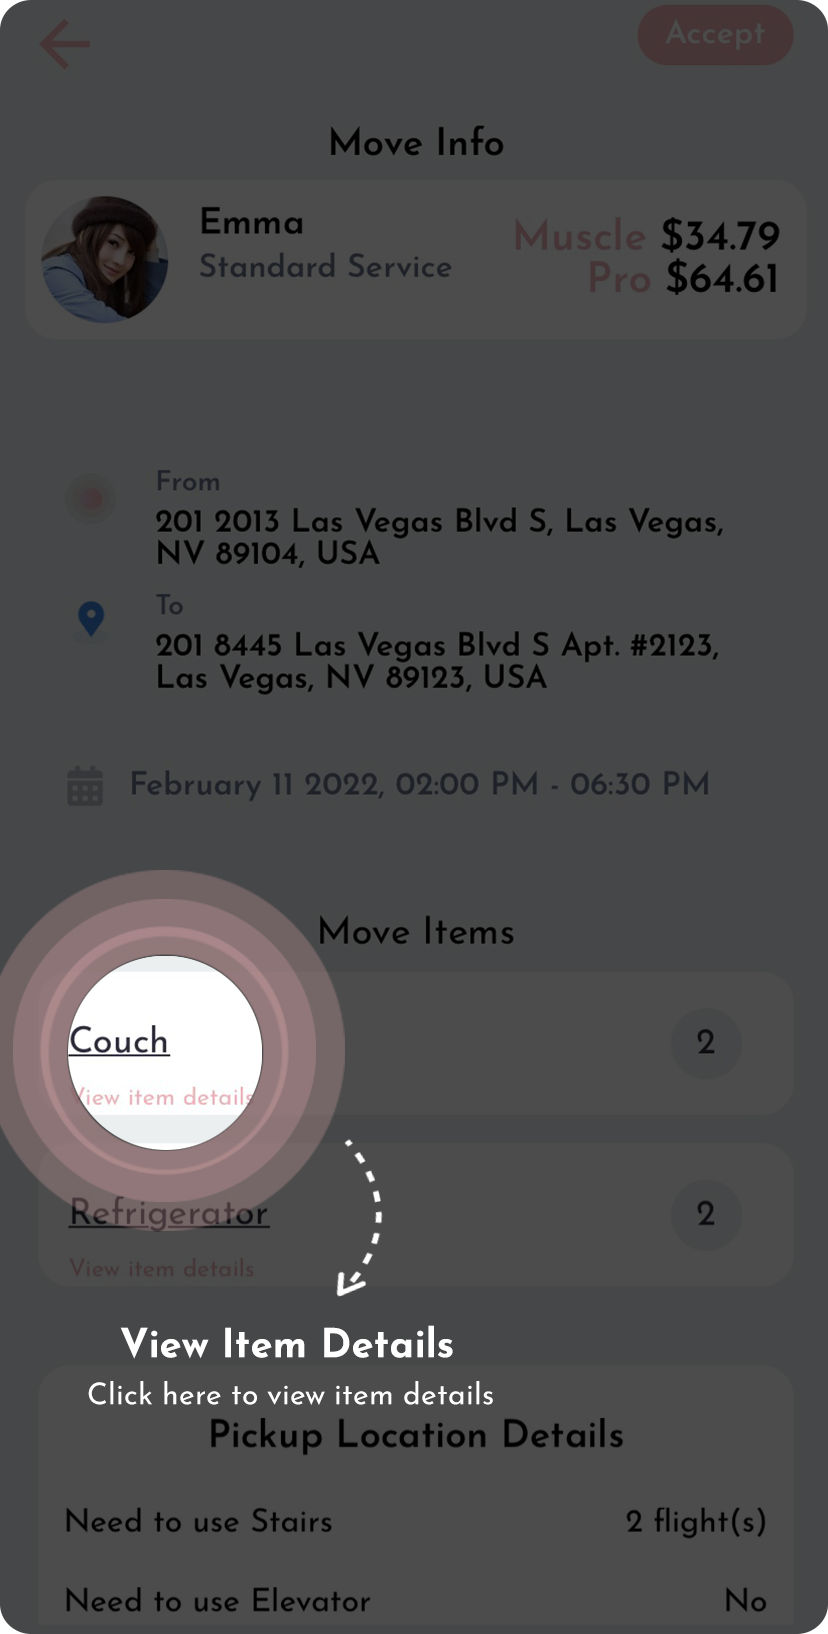 Accept
Move Info
Emma
Standard Service
Muscle $34.79
Pro $64.61
From
201 2013 Las Vegas Blvd S, Las Vegas,
NV 89104, USA
To
201 8445 Las Vegas Blvd S Apt. #2123,
Las Vegas, NV 89123, USA
February 11 2022, 02:00 PM - 06:30 PM
Move Items
Couch 2
View item details
Refrigerator 2
View item details
View Item Details
Click here to view item details
Pickup Location Details
Need to use Stairs 2 flight(s)
Need to use Elevator No